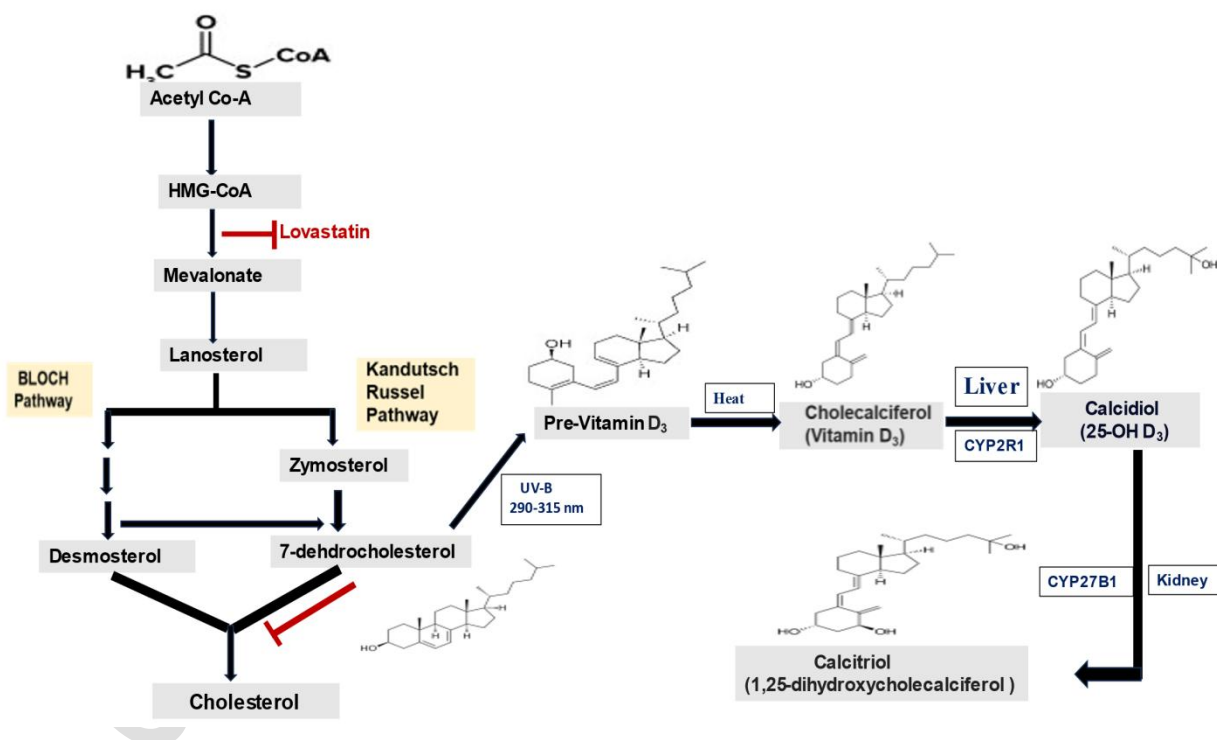 O
H₃C
S
CoA
Acetyl Co-A
HMG-CoA
Lovastatin
Mevalonate
Lanosterol
BLOCH
Pathway
Kandutsch
Russel
Pathway
Zymosterol
Desmosterol
7-dehdrocholesterol
HO
H
H
H
Cholesterol
UV-B
290-315 nm
OH
H
H
Pre-Vitamin D₃
Heat
H
H
HO
Cholecalciferol
(Vitamin D₃)
Liver
CYP2R1
OH
H
H
HO
Calcidiol
(25-OH D₃)
CYP27B1
Kidney
OH
H
H
HO
OH
Calcitriol
(1,25-dihydroxycholecalciferol )